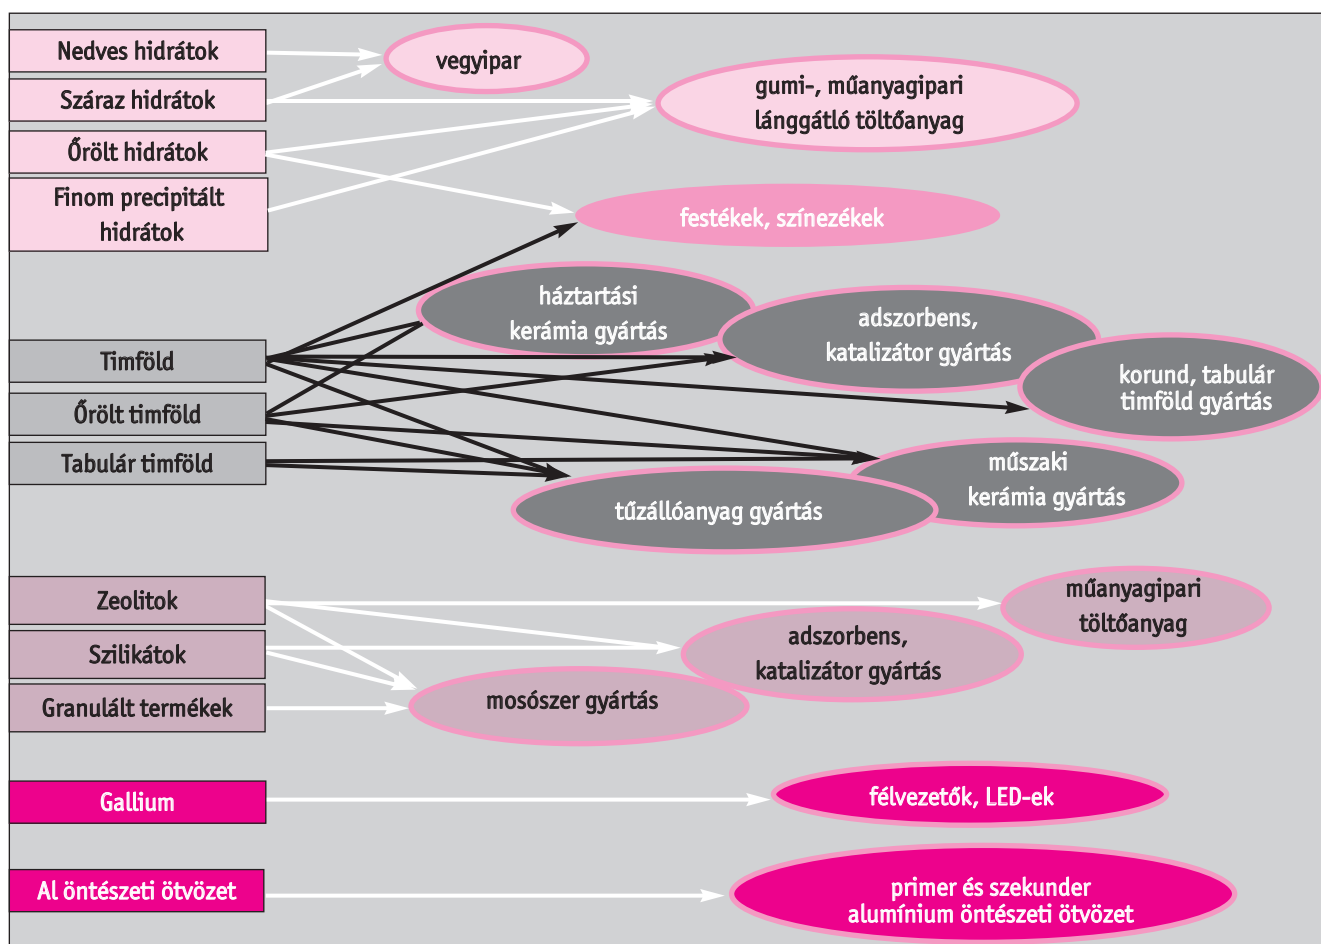 Nedves hidrátok
Száraz hidrátok
Őrölt hidrátok
Finom precipitált
hidrátok
vegyipar
gumi-, műanyagipari
lánggátló töltőanyag
festékek, színezékek
Timföld
Őrölt timföld
Tabulár timföld
háztartási
kerámia gyártás
adszorbens,
katalizátor gyártás
korund, tabulár
timföld gyártás
műszaki
kerámia gyártás
tűzállóanyag gyártás
Zeolitok
Szilikátok
Granulált termékek
műanyagipari
töltőanyag
adszorbens,
katalizátor gyártás
mosószer gyártás
Gallium
félvezetők, LED-ek
Al öntészeti ötvözet
primer és szekunder
alumínium öntészeti ötvözet